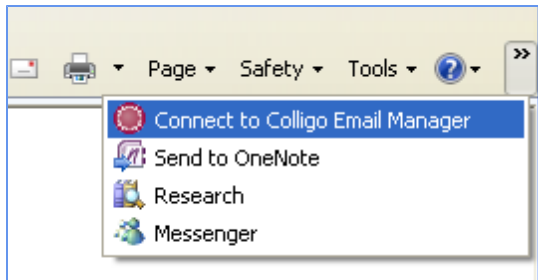 Page Safety Tools ? »
Connect to Colligo Email Manager
Send to OneNote
Research
Messenger